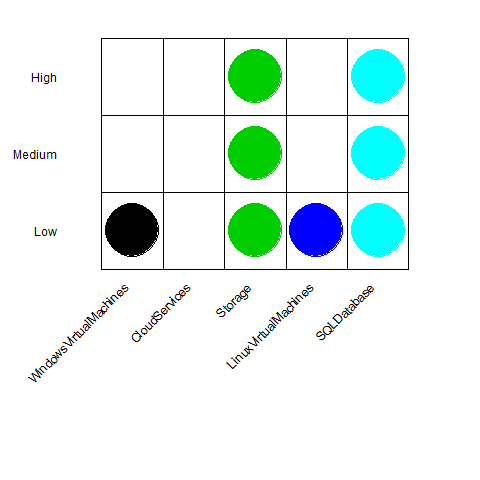 High
Medium
Low
WindowsVirtualMachines
CloudServices
Storage
LinuxVirtualMachines
SQLDatabase